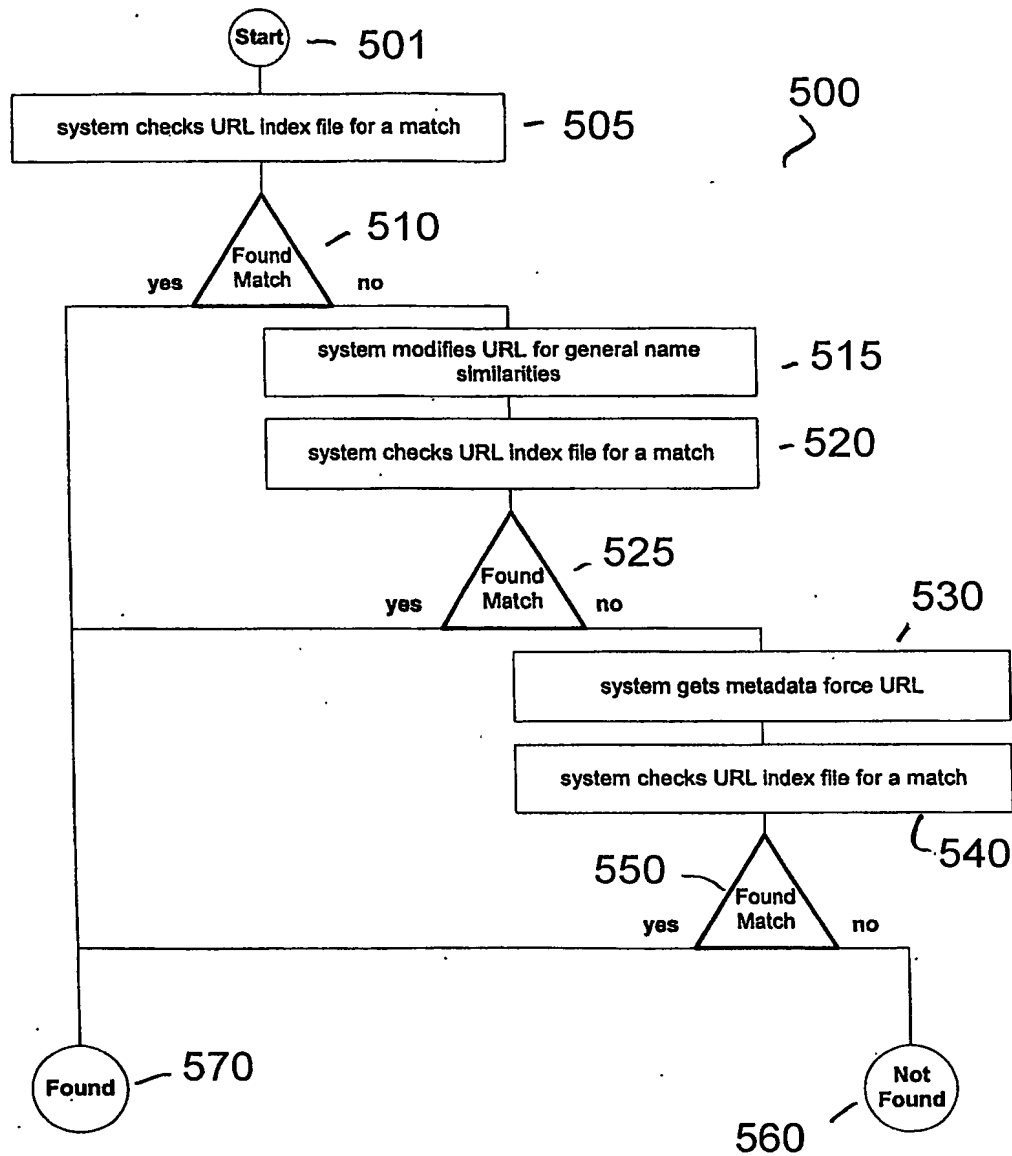 Start
501
500
system checks URL index file for a match
505
510
Found
Match
yes
no
system modifies URL for general name
similarities
515
system checks URL index file for a match
520
525
Found
Match
yes
no
530
system gets metadata force URL
system checks URL index file for a match
540
550
Found
Match
yes
no
Found
570
Not
Found
560